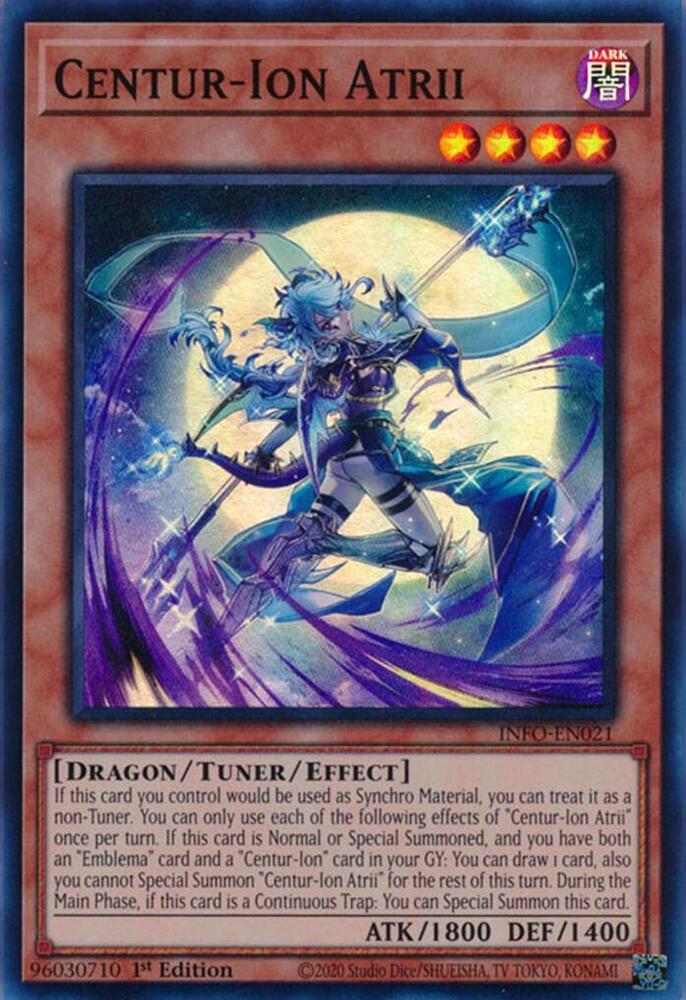 Centur-Ion Atrii
DARK
闇
INFO-EN021
[Dragon/Tuner/Effect]
If this card you control would be used as Synchro Material, you can treat it as a
non-Tuner. You can only use each of the following effects of "Centur-Ion Atrii"
once per turn. If this card is Normal or Special Summoned, and you have both
an "Emblema" card and a "Centur-Ion" card in your GY: You can draw 1 card, also
you cannot Special Summon "Centur-Ion Atrii" for the rest of this turn. During the
Main Phase, if this card is a Continuous Trap: You can Special Summon this card.
ATK/1800 DEF/1400
96030710 1st Edition
©2020 Studio Dice/SHUEISHA, TV TOKYO, KONAMI